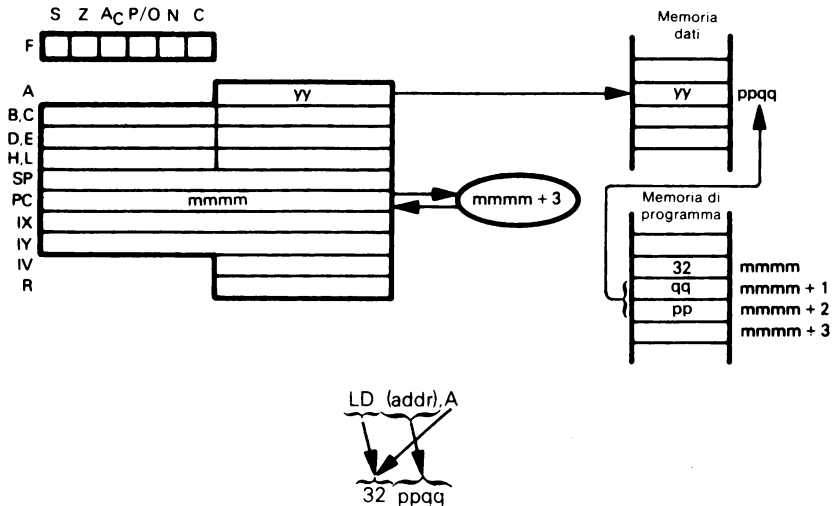 S Z AC P/O N C
F
Memoria
dati
A yy yy ppqq
B,C
D,E
H,L
SP
PC mmmm mmmm + 3
IX
IY
IV
R
Memoria di
programma
32 mmmm
qq mmmm + 1
pp mmmm + 2
mmmm + 3
LD (addr),A
32 ppqq